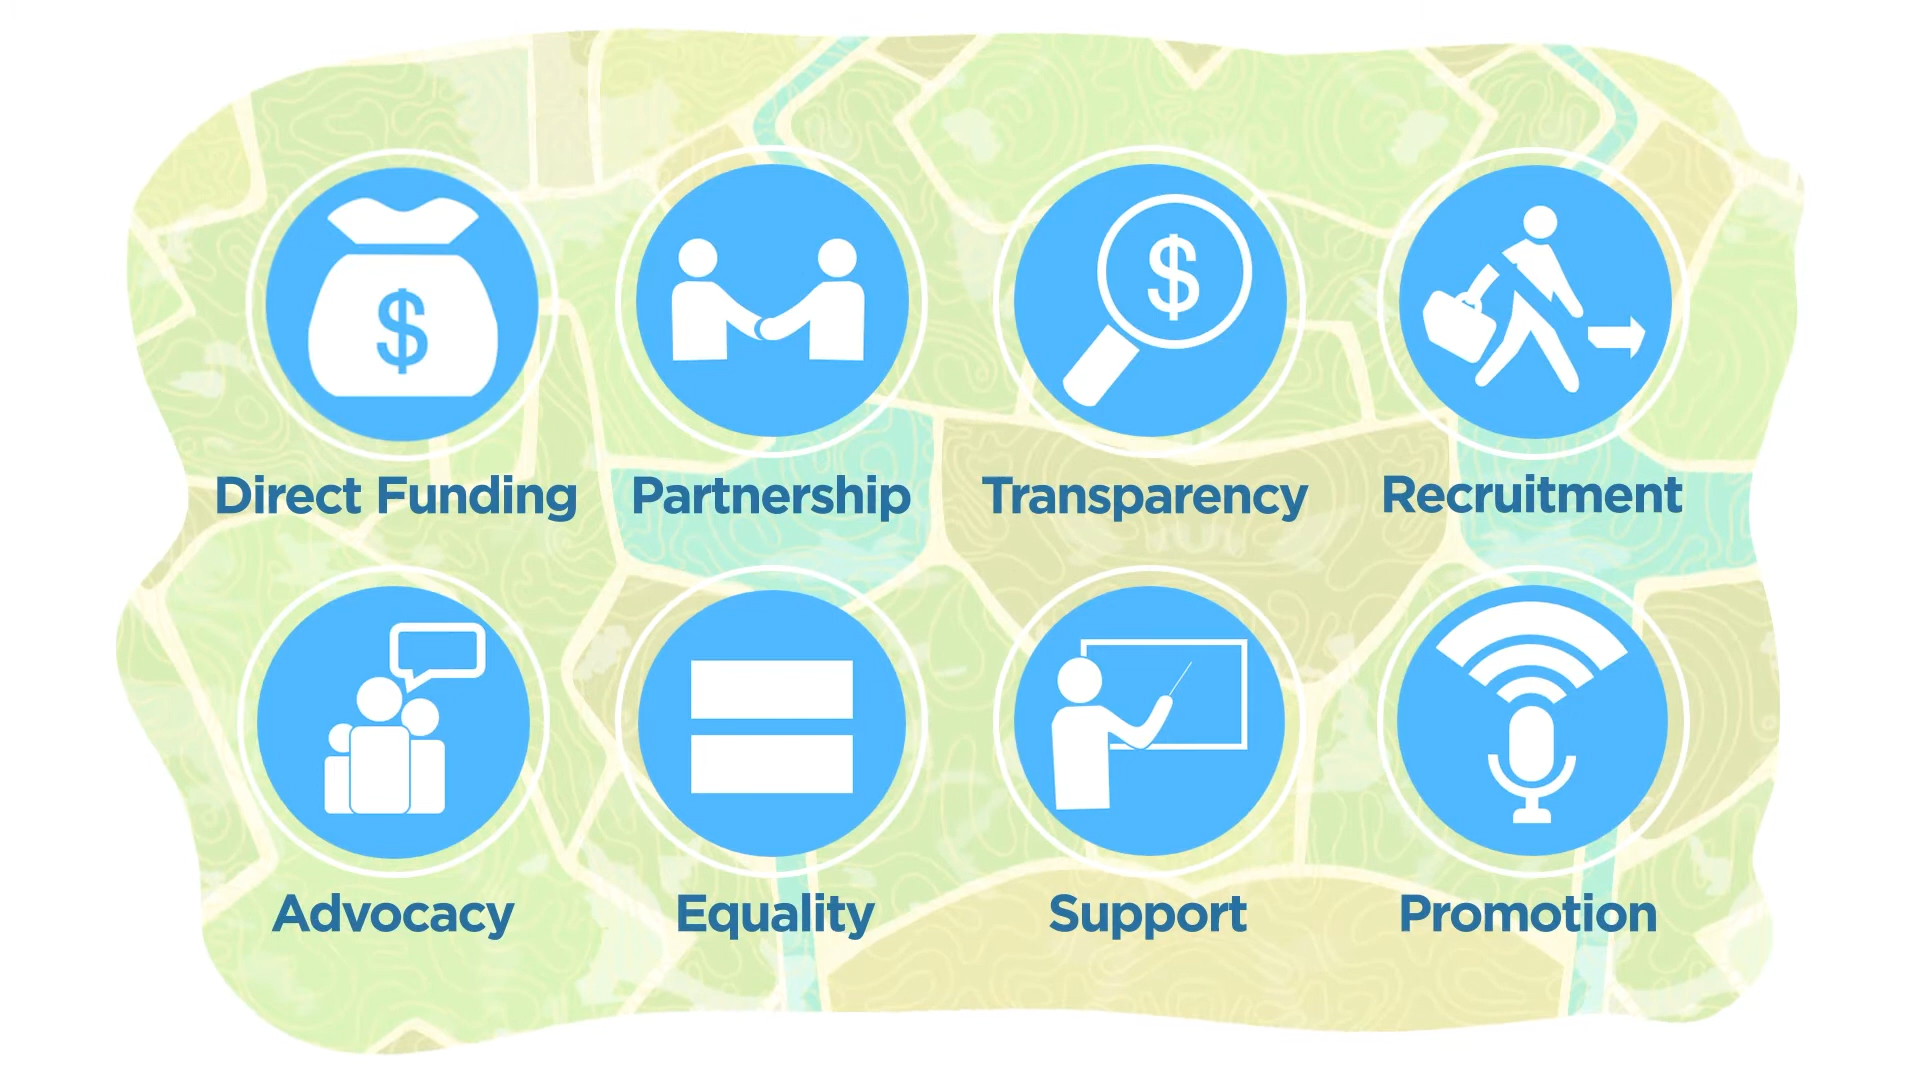 $
$
Direct Funding
Partnership
Transparency
Recruitment
Advocacy
Equality
Support
Promotion